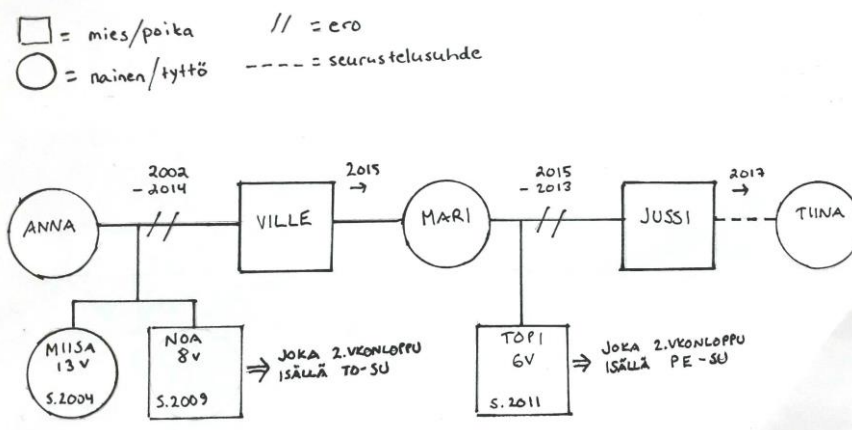 = mies/poika
// = ero
= nainen/tyttö
---- = seurustelusuhde
2002
- 2014
2015
→
2015
- 2013
2017
→
ANNA
VILLE
MARI
JUSSI
TIINA
MIISA
13 V
S.2004
NOA
8V
S.2009
⇒ JOKA 2.VKONLOPPU
ISÄLLÄ TO-SU
TOPI
6V
S.2011
⇒ JOKA 2.VKONLOPPU
ISÄLLÄ PE-SU